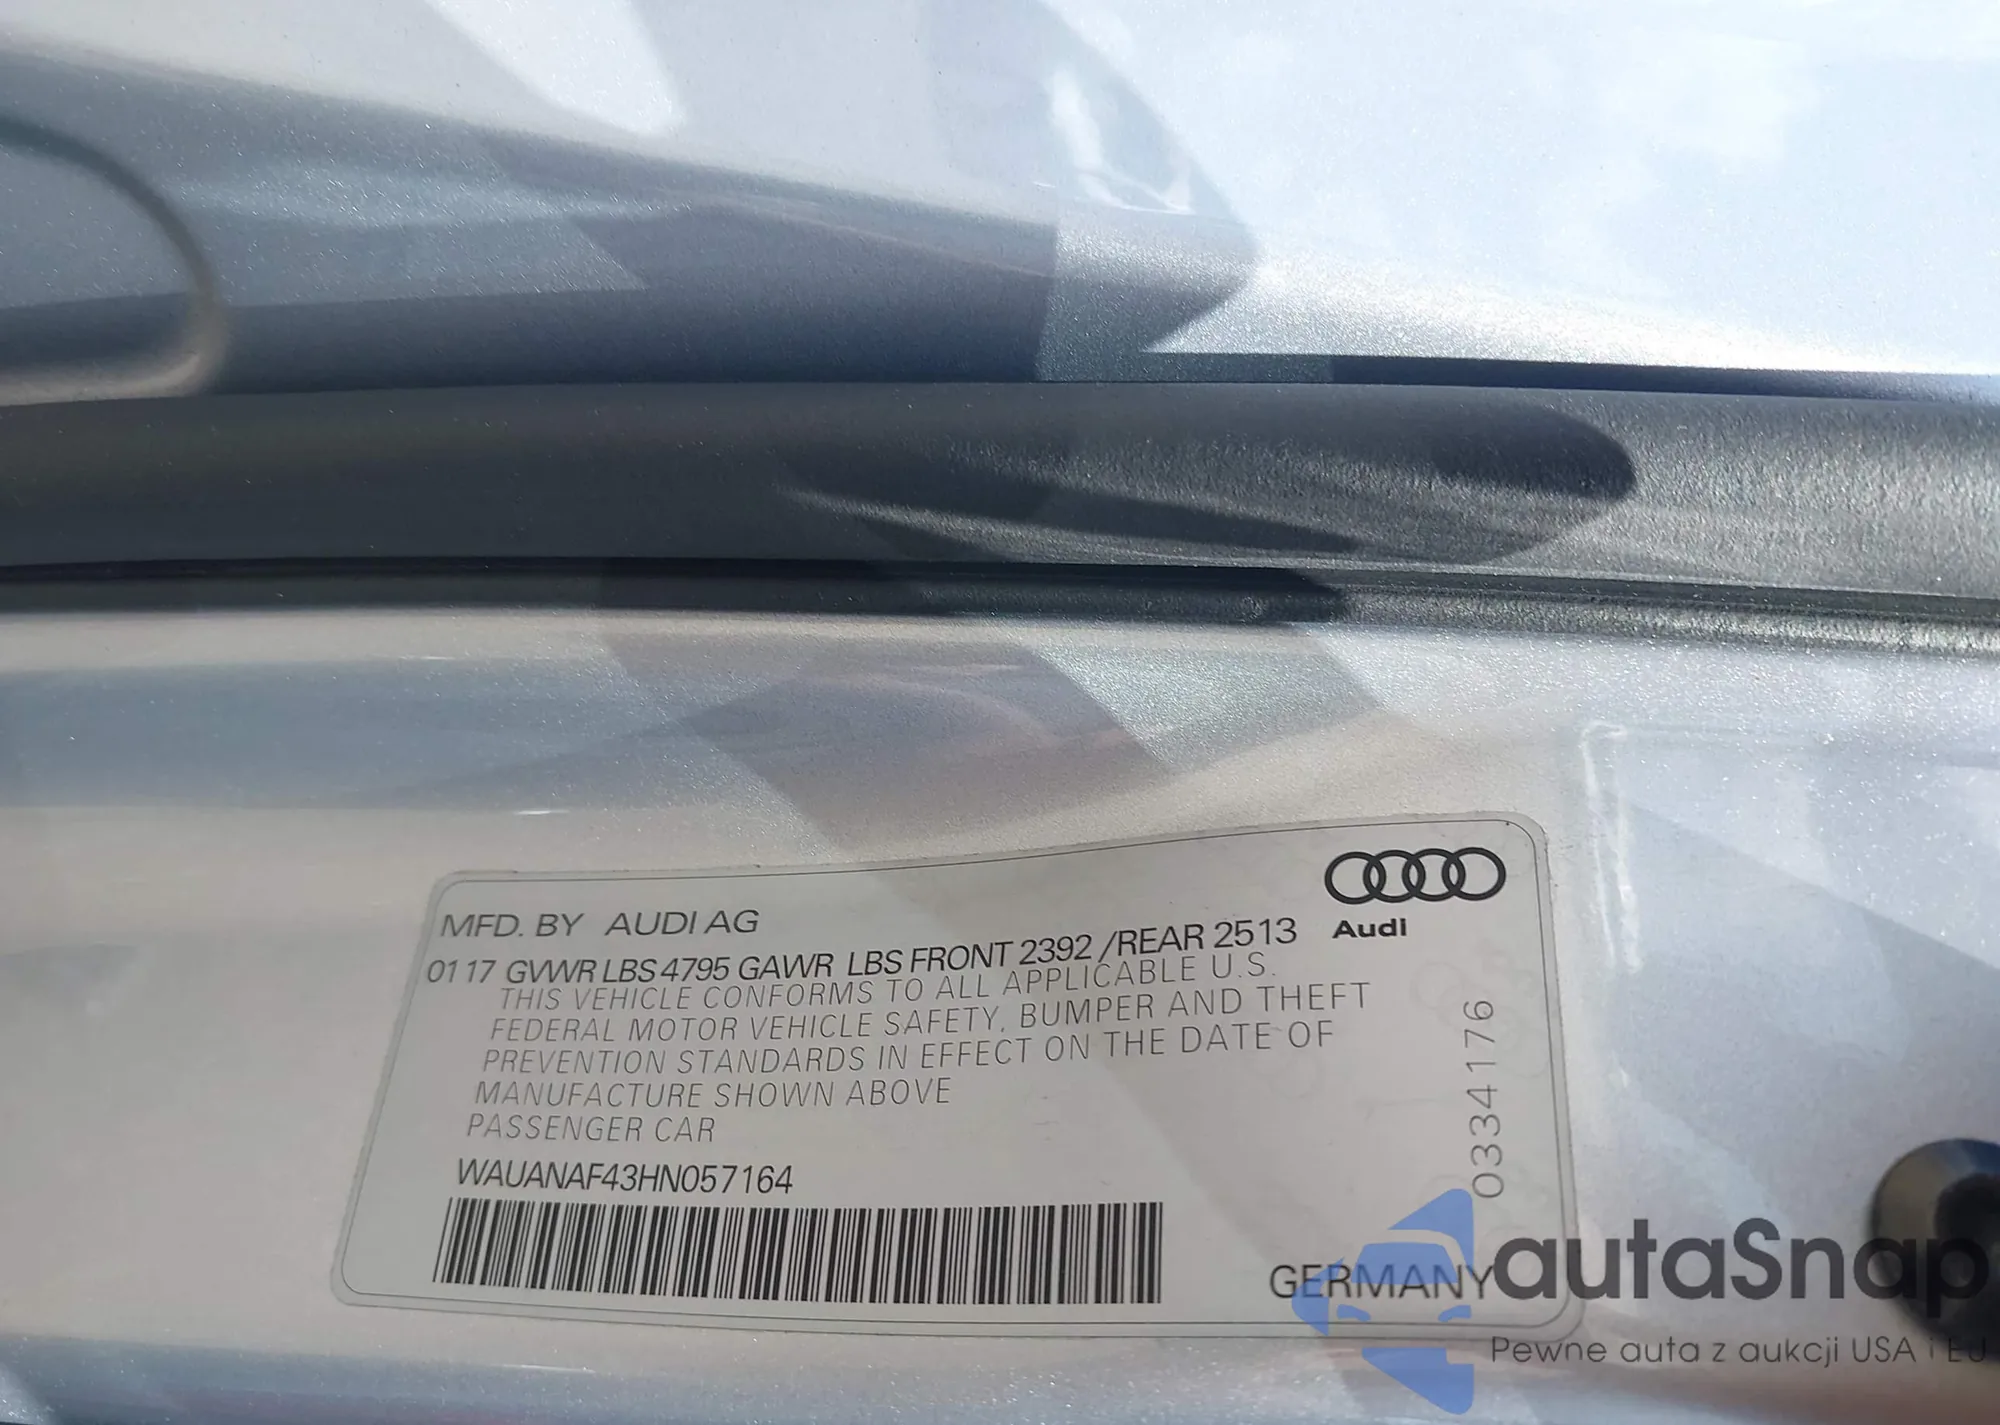 MFD. BY AUDI AG
Audi
01 17 GVWR LBS 4795 GAWR LBS FRONT 2392 /REAR 2513
THIS VEHICLE CONFORMS TO ALL APPLICABLE U.S.
FEDERAL MOTOR VEHICLE SAFETY, BUMPER AND THEFT
PREVENTION STANDARDS IN EFFECT ON THE DATE OF
MANUFACTURE SHOWN ABOVE
PASSENGER CAR
WAUANAF43HN057164
03341176
GERMANY
autaSnap
Pewne auta z aukcji USA i EU